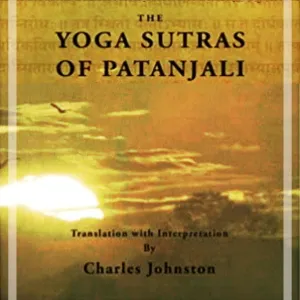 THE
YOGA SUTRAS
OF PATANJALI
Translation with Interpretation
By
Charles Johnston